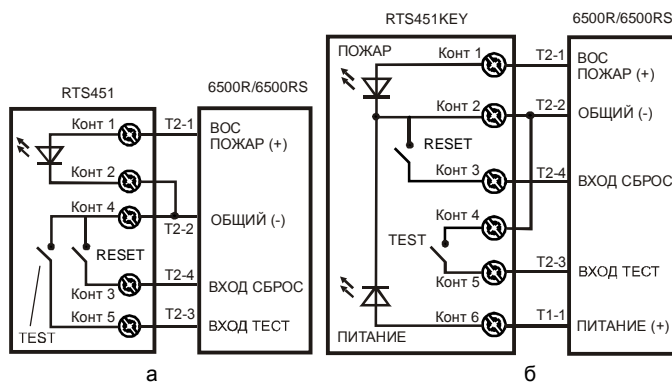 RTS451
6500R/6500RS
Конт 1
T2-1
ВОС
ПОЖАР (+)
Конт 2
Конт 4
ОБЩИЙ (-)
T2-2
RESET
T2-4
ВХОД СБРОС
Конт 3
Конт 5
T2-3
ВХОД ТЕСТ
TEST
а
RTS451KEY
6500R/6500RS
ПОЖАР
Конт 1
T2-1
ВОС
ПОЖАР (+)
Конт 2
T2-2
ОБЩИЙ (-)
RESET
Конт 3
T2-4
ВХОД СБРОС
Конт 4
TEST
T2-3
ВХОД ТЕСТ
Конт 5
Конт 6
T1-1
ПИТАНИЕ (+)
ПИТАНИЕ
б